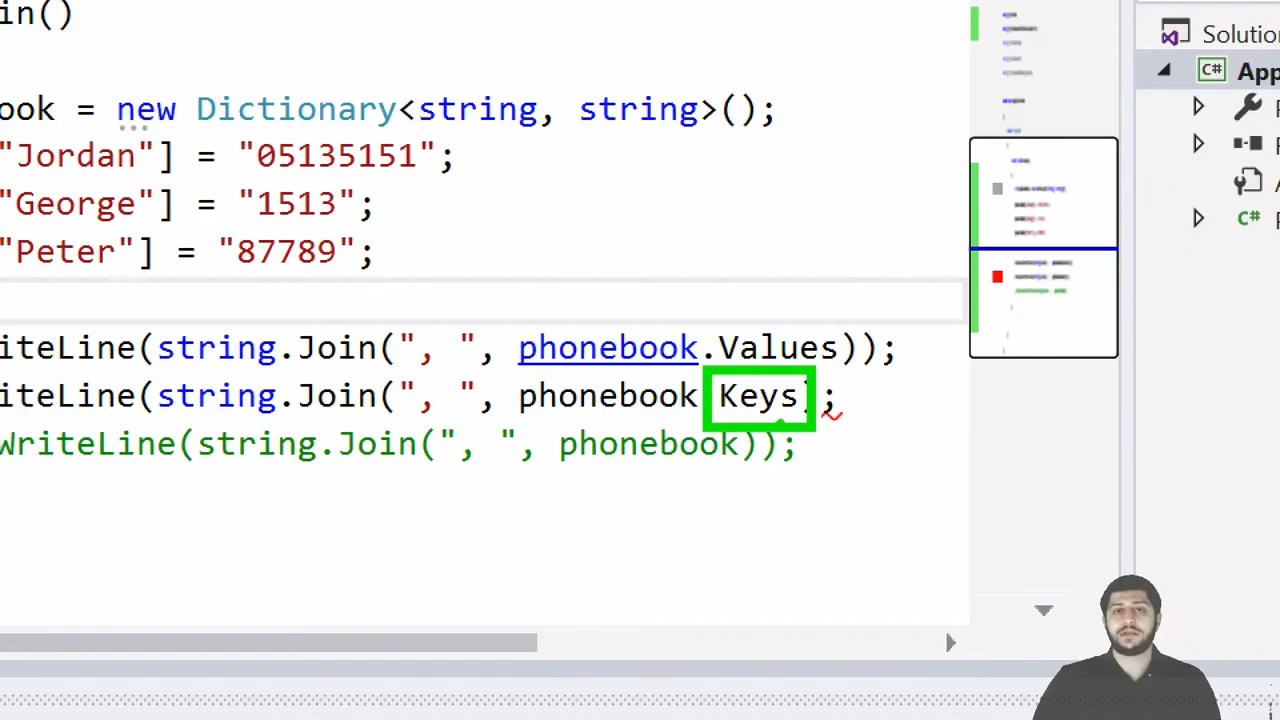 in()
Solution
App
ook = new Dictionary<string, string>();
"Jordan"] = "05135151";
"George"] = "1513";
"Peter"] = "87789";
iteLine(string.Join(", ", phonebook.Values));
iteLine(string.Join(", ", phonebook Keys);
WriteLine(string.Join(", ", phonebook));